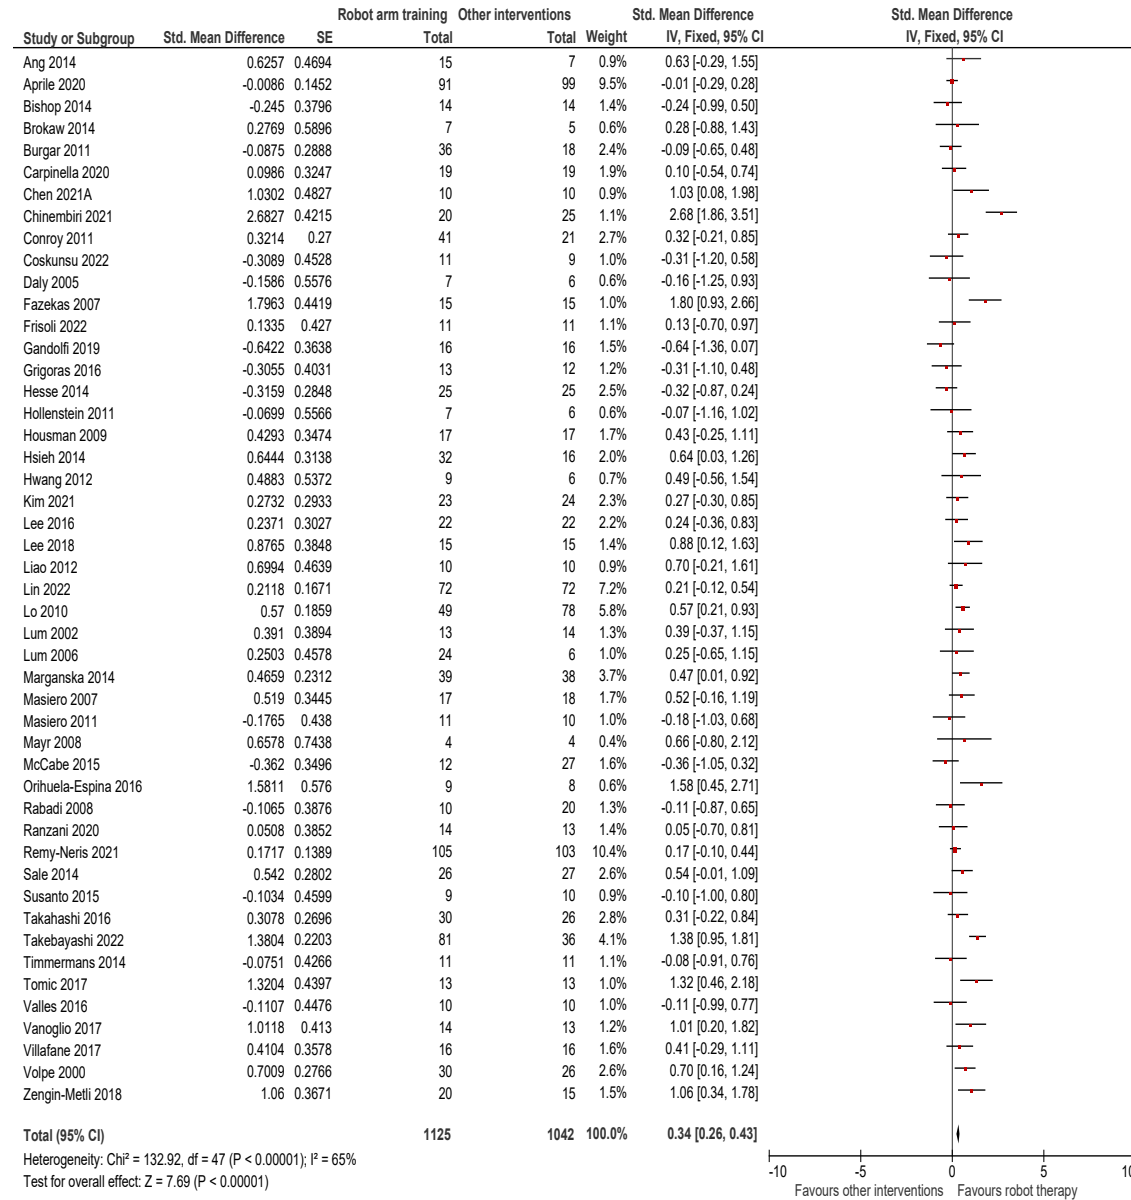 Robot arm training Other interventions Std. Mean Difference Std. Mean Difference
Study or Subgroup Std. Mean Difference SE Total Total Weight IV, Fixed, 95% CI IV, Fixed, 95% CI
Ang 2014 0.6257 0.4694 15 7 0.9% 0.63 [-0.29, 1.55]
Aprile 2020 -0.0086 0.1452 91 99 9.5% -0.01 [-0.29, 0.28]
Bishop 2014 -0.245 0.3796 14 14 1.4% -0.24 [-0.99, 0.50]
Brokaw 2014 0.2769 0.5896 7 5 0.6% 0.28 [-0.88, 1.43]
Burgar 2011 -0.0875 0.2888 36 18 2.4% -0.09 [-0.65, 0.48]
Carpinella 2020 0.0986 0.3247 19 19 1.9% 0.10 [-0.54, 0.74]
Chen 2021A 1.0302 0.4827 10 10 0.9% 1.03 [0.08, 1.98]
Chinembiri 2021 2.6827 0.4215 20 25 1.1% 2.68 [1.86, 3.51]
Conroy 2011 0.3214 0.27 41 21 2.7% 0.32 [-0.21, 0.85]
Coskunsu 2022 -0.3089 0.4528 11 9 1.0% -0.31 [-1.20, 0.58]
Daly 2005 -0.1586 0.5576 7 6 0.6% -0.16 [-1.25, 0.93]
Fazekas 2007 1.7963 0.4419 15 15 1.0% 1.80 [0.93, 2.66]
Frisoli 2022 0.1335 0.427 11 11 1.1% 0.13 [-0.70, 0.97]
Gandolfi 2019 -0.6422 0.3638 16 16 1.5% -0.64 [-1.36, 0.07]
Grigoras 2016 -0.3055 0.4031 13 12 1.2% -0.31 [-1.10, 0.48]
Hesse 2014 -0.3159 0.2848 25 25 2.5% -0.32 [-0.87, 0.24]
Hollenstein 2011 -0.0699 0.5566 7 6 0.6% -0.07 [-1.16, 1.02]
Housman 2009 0.4293 0.3474 17 17 1.7% 0.43 [-0.25, 1.11]
Hsieh 2014 0.6444 0.3138 32 16 2.0% 0.64 [0.03, 1.26]
Hwang 2012 0.4883 0.5372 9 6 0.7% 0.49 [-0.56, 1.54]
Kim 2021 0.2732 0.2933 23 24 2.3% 0.27 [-0.30, 0.85]
Lee 2016 0.2371 0.3027 22 22 2.2% 0.24 [-0.36, 0.83]
Lee 2018 0.8765 0.3848 15 15 1.4% 0.88 [0.12, 1.63]
Liao 2012 0.6994 0.4639 10 10 0.9% 0.70 [-0.21, 1.61]
Lin 2022 0.2118 0.1671 72 72 7.2% 0.21 [-0.12, 0.54]
Lo 2010 0.57 0.1859 49 78 5.8% 0.57 [0.21, 0.93]
Lum 2002 0.391 0.3894 13 14 1.3% 0.39 [-0.37, 1.15]
Lum 2006 0.2503 0.4578 24 6 1.0% 0.25 [-0.65, 1.15]
Marganska 2014 0.4659 0.2312 39 38 3.7% 0.47 [0.01, 0.92]
Masiero 2007 0.519 0.3445 17 18 1.7% 0.52 [-0.16, 1.19]
Masiero 2011 -0.1765 0.438 11 10 1.0% -0.18 [-1.03, 0.68]
Mayr 2008 0.6578 0.7438 4 4 0.4% 0.66 [-0.80, 2.12]
McCabe 2015 -0.362 0.3496 12 27 1.6% -0.36 [-1.05, 0.32]
Orihuela-Espina 2016 1.5811 0.576 9 8 0.6% 1.58 [0.45, 2.71]
Rabadi 2008 -0.1065 0.3876 10 20 1.3% -0.11 [-0.87, 0.65]
Ranzani 2020 0.0508 0.3852 14 13 1.4% 0.05 [-0.70, 0.81]
Remy-Neris 2021 0.1717 0.1389 105 103 10.4% 0.17 [-0.10, 0.44]
Sale 2014 0.542 0.2802 26 27 2.6% 0.54 [-0.01, 1.09]
Susanto 2015 -0.1034 0.4599 9 10 0.9% -0.10 [-1.00, 0.80]
Takahashi 2016 0.3078 0.2696 30 26 2.8% 0.31 [-0.22, 0.84]
Takebayashi 2022 1.3804 0.2203 81 36 4.1% 1.38 [0.95, 1.81]
Timmermans 2014 -0.0751 0.4266 11 11 1.1% -0.08 [-0.91, 0.76]
Tomic 2017 1.3204 0.4397 13 13 1.0% 1.32 [0.46, 2.18]
Valles 2016 -0.1107 0.4476 10 10 1.0% -0.11 [-0.99, 0.77]
Vanoglio 2017 1.0118 0.413 14 13 1.2% 1.01 [0.20, 1.82]
Villafane 2017 0.4104 0.3578 16 16 1.6% 0.41 [-0.29, 1.11]
Volpe 2000 0.7009 0.2766 30 26 2.6% 0.70 [0.16, 1.24]
Zengin-Metli 2018 1.06 0.3671 20 15 1.5% 1.06 [0.34, 1.78]
Total (95% CI) 1125 1042 100.0% 0.34 [0.26, 0.43]
Heterogeneity: Chi² = 132.92, df = 47 (P < 0.00001); I² = 65%
Test for overall effect: Z = 7.69 (P < 0.00001)
-10 -5 0 5 10
Favours other interventions Favours robot therapy